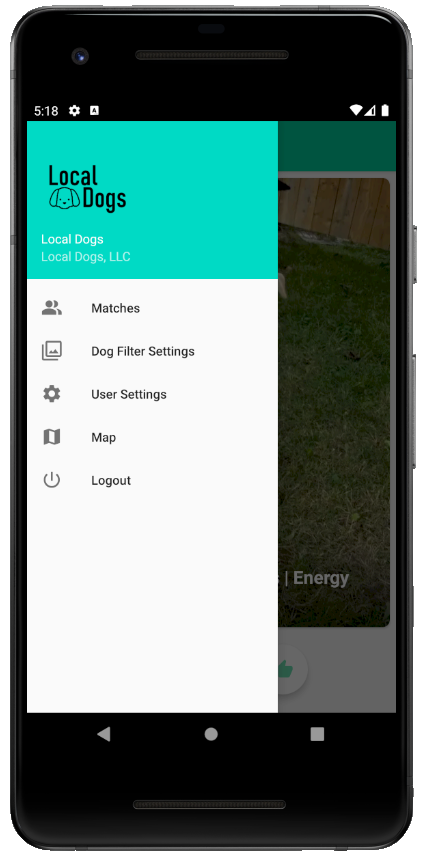 5:18
Local
Dogs
Local Dogs
Local Dogs, LLC
Matches
Dog Filter Settings
User Settings
Map
Logout
| Energy